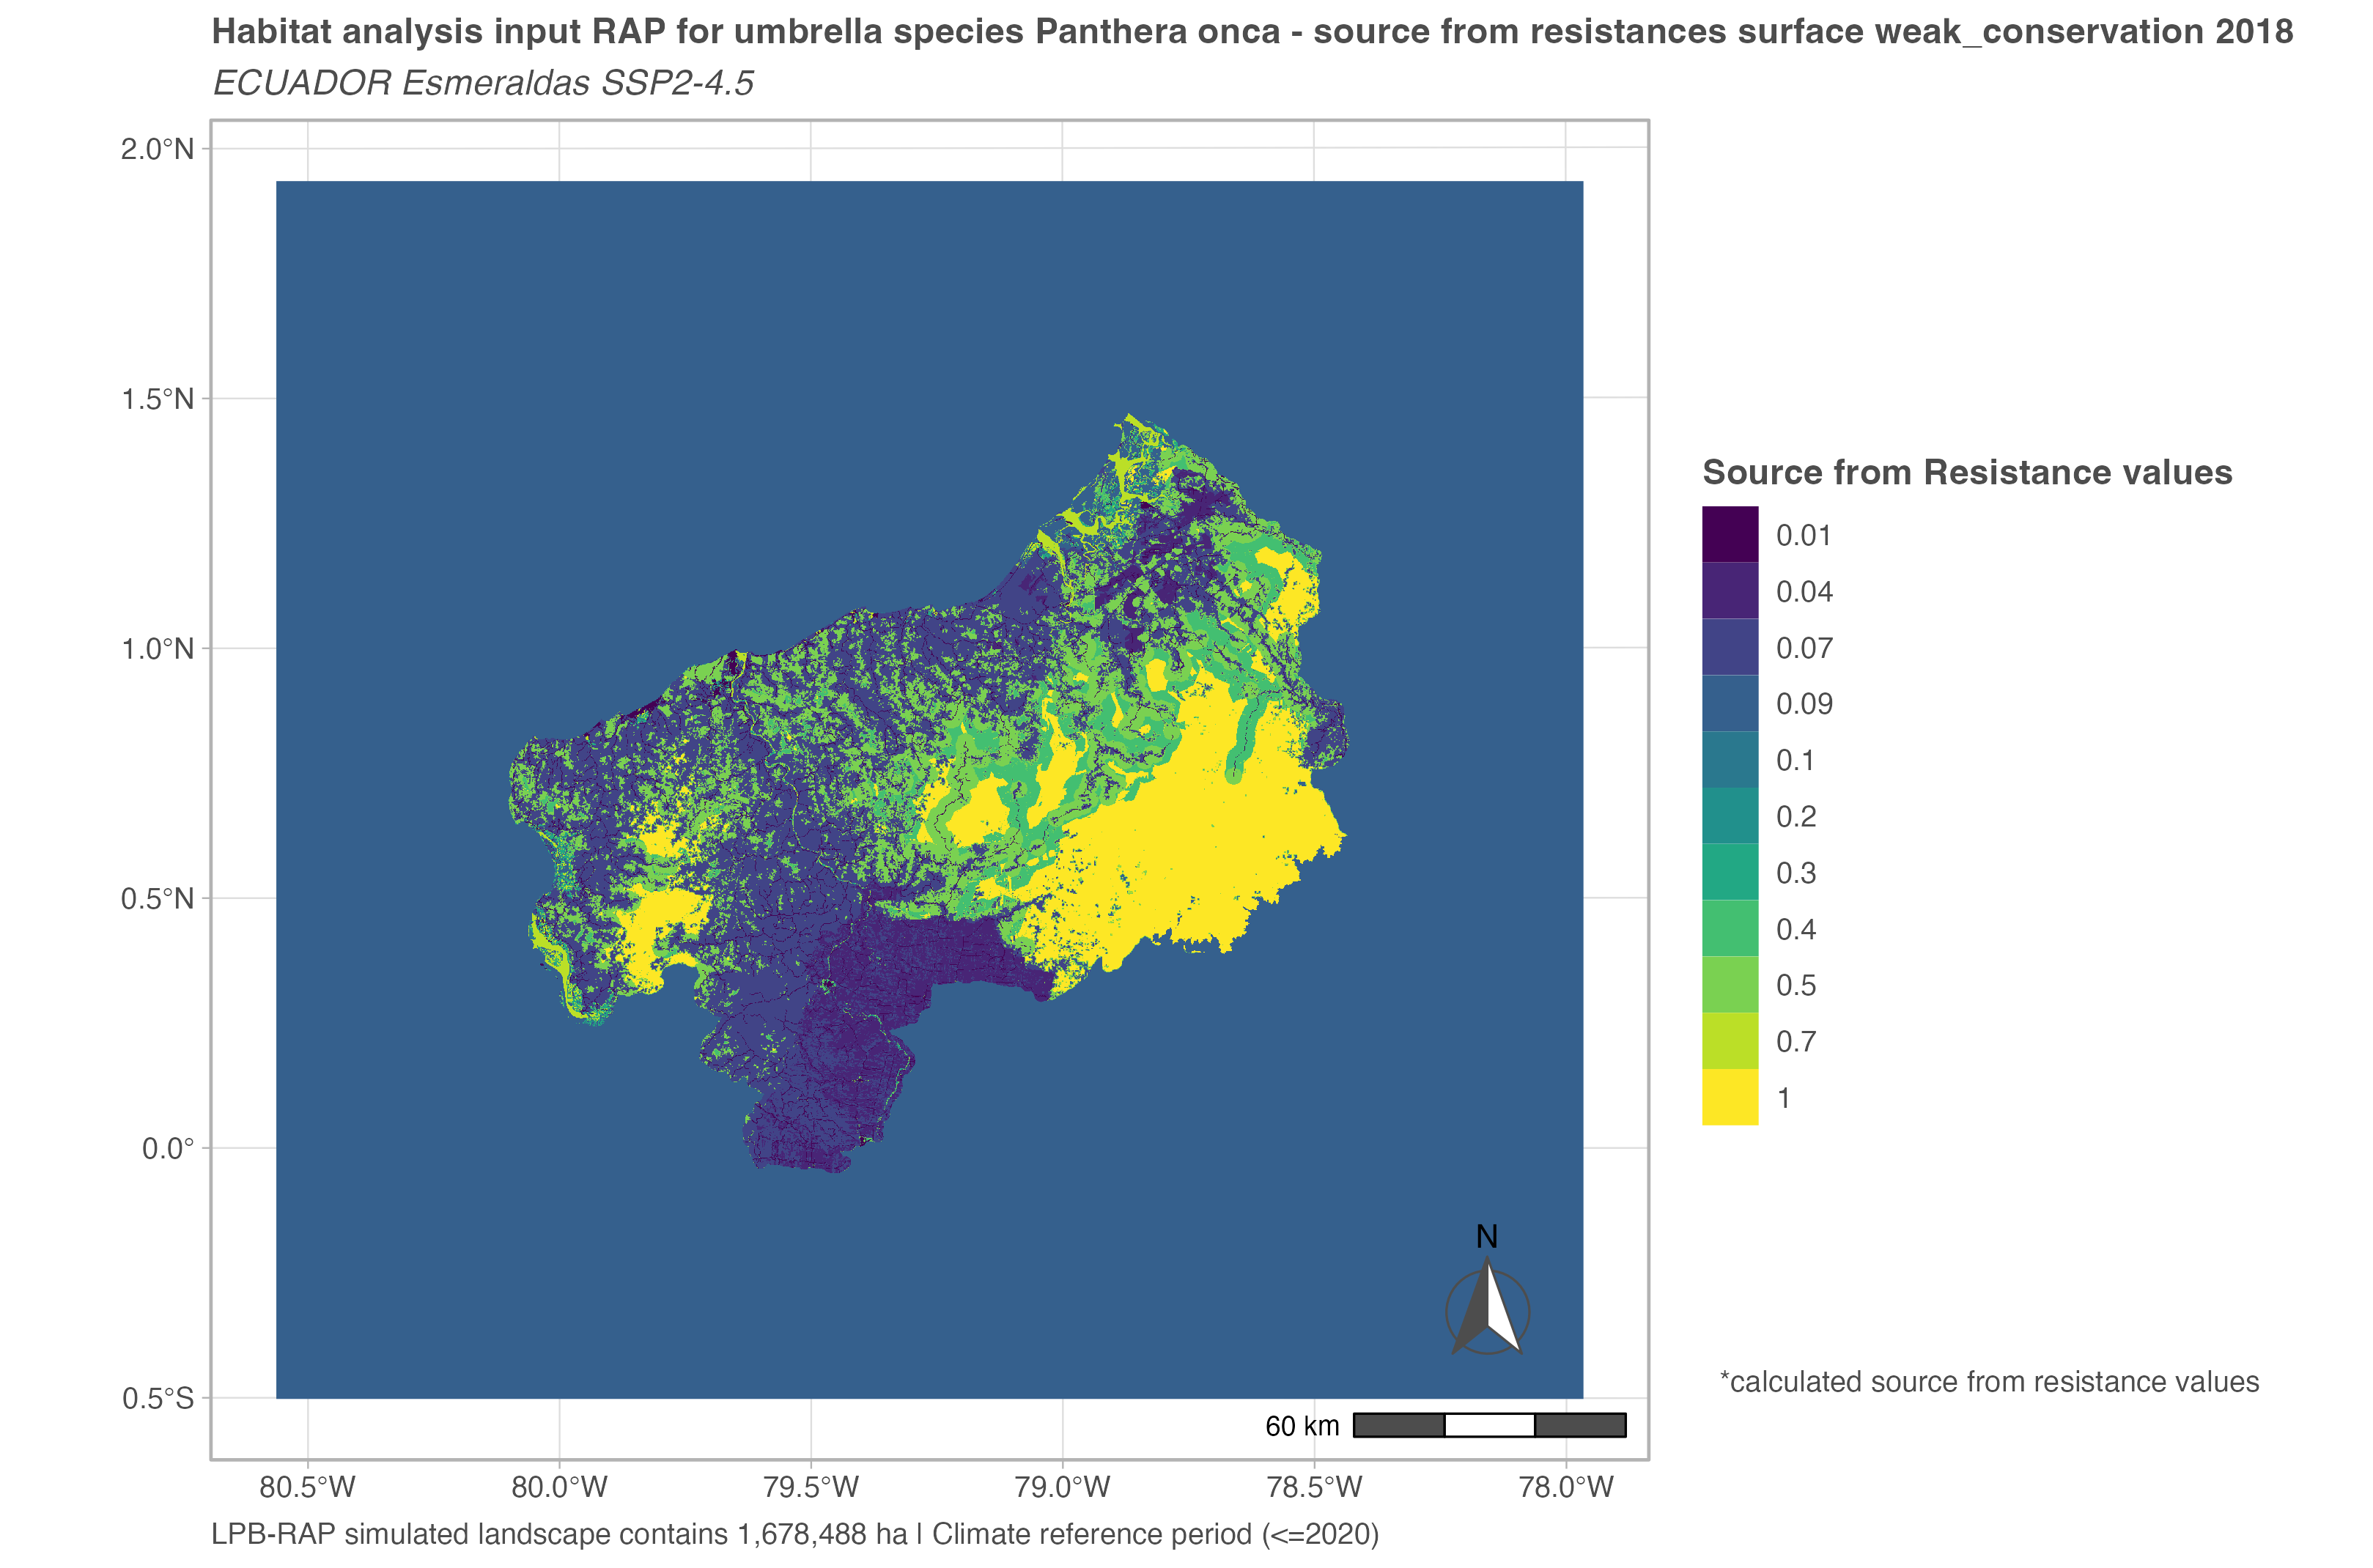 Habitat analysis input RAP for umbrella species Panthera onca - source from resistances surface weak_conservation 2018
ECUADOR Esmeraldas SSP2-4.5
2.0°N
1.5°N
1.0°N
0.5°N
0.0°
0.5°S
80.5°W
80.0°W
79.5°W
79.0°W
78.5°W
78.0°W
N
60 km
Source from Resistance values
0.01
0.04
0.07
0.09
0.1
0.2
0.3
0.4
0.5
0.7
1
*calculated source from resistance values
LPB-RAP simulated landscape contains 1,678,488 ha | Climate reference period (<=2020)